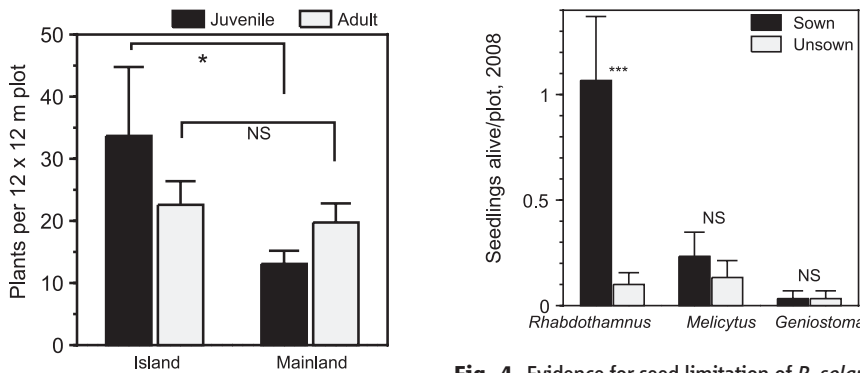 Juvenile Adult
50
40
30
20
10
0
Plants per 12 x 12 m plot
*
NS
Island Mainland
Sown
Unsown
1
0.5
0
Seedlings alive/plot, 2008
***
NS
NS
Rhabdothamnus Melicytus Geniostoma
Fig. 4. Evidence for seed limitation of R.